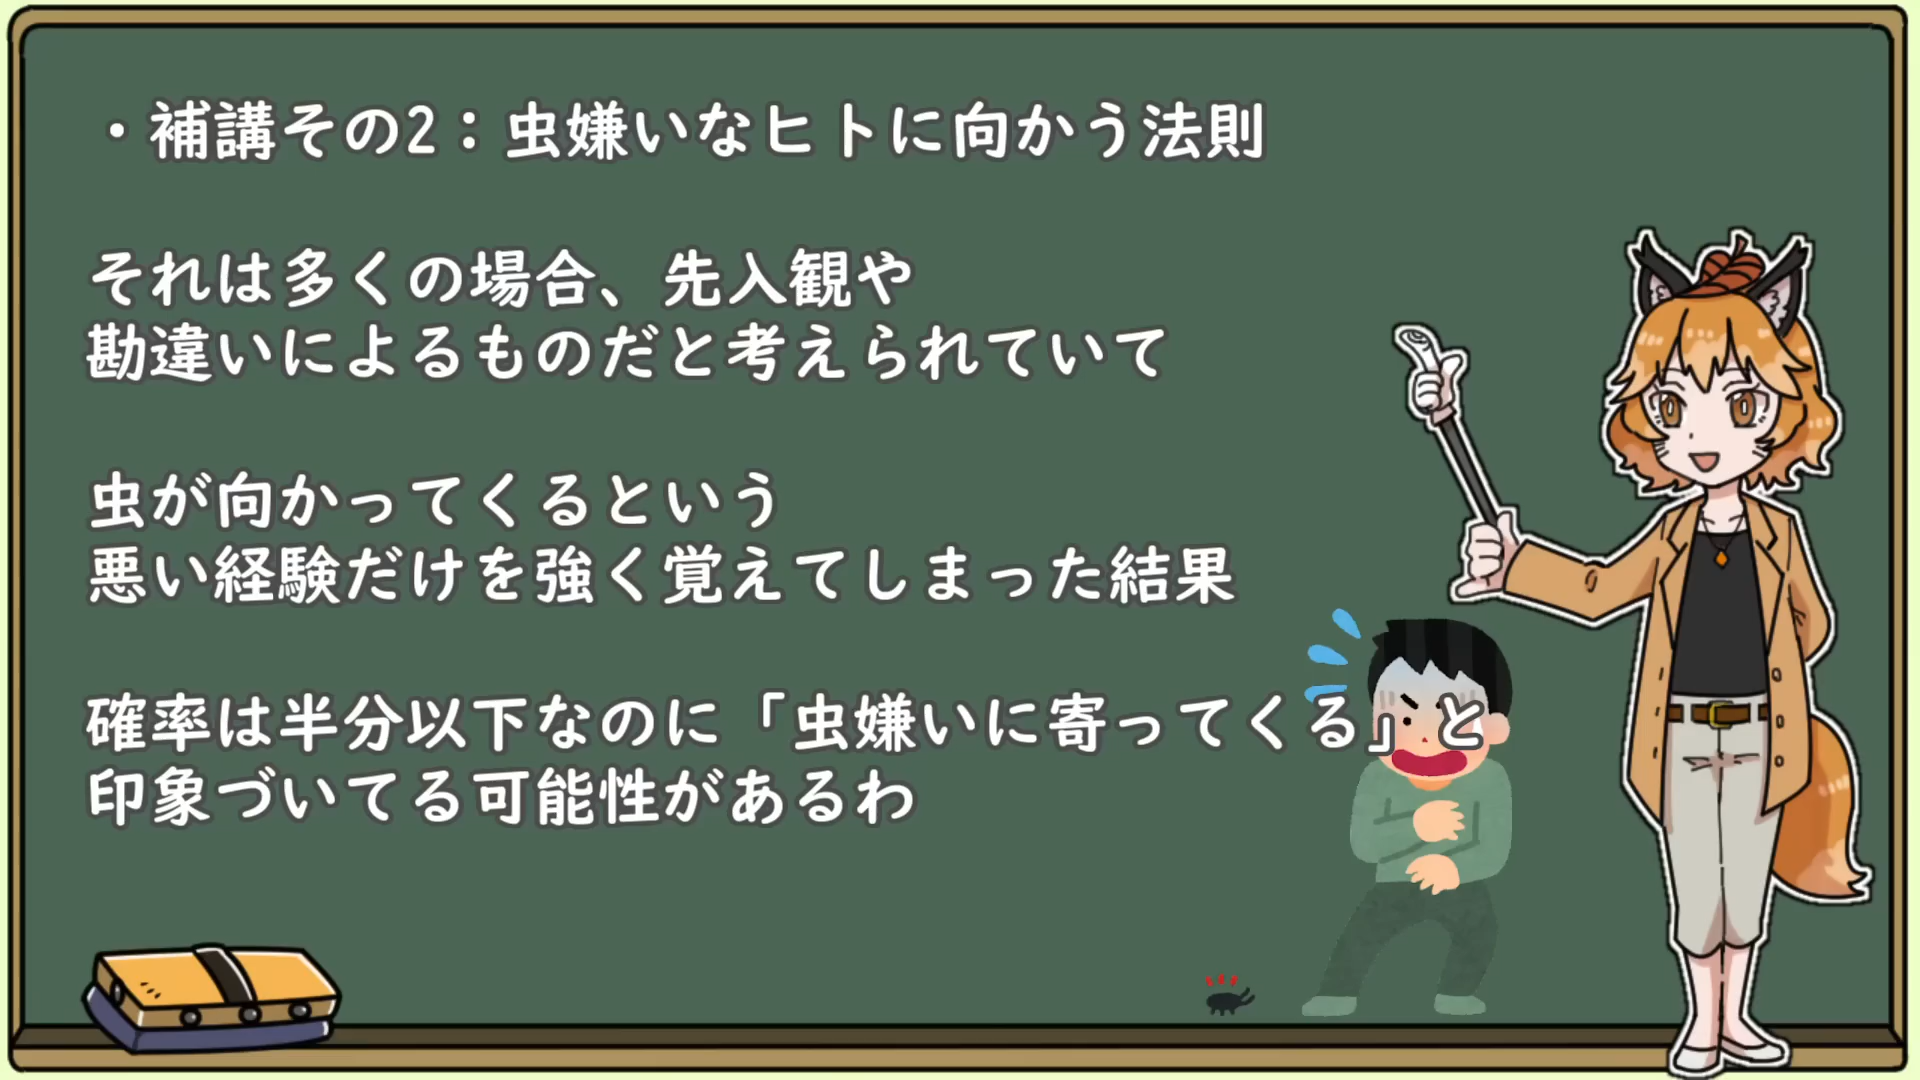 ・補講その2：虫嫌いなヒトに向かう法則
それは多くの場合、先入観や
勘違いによるものだと考えられていて
虫が向かってくるという
悪い経験だけを強く覚えてしまった結果
確率は半分以下なのに「虫嫌いに寄ってくる」と
印象づいてる可能性があるわ